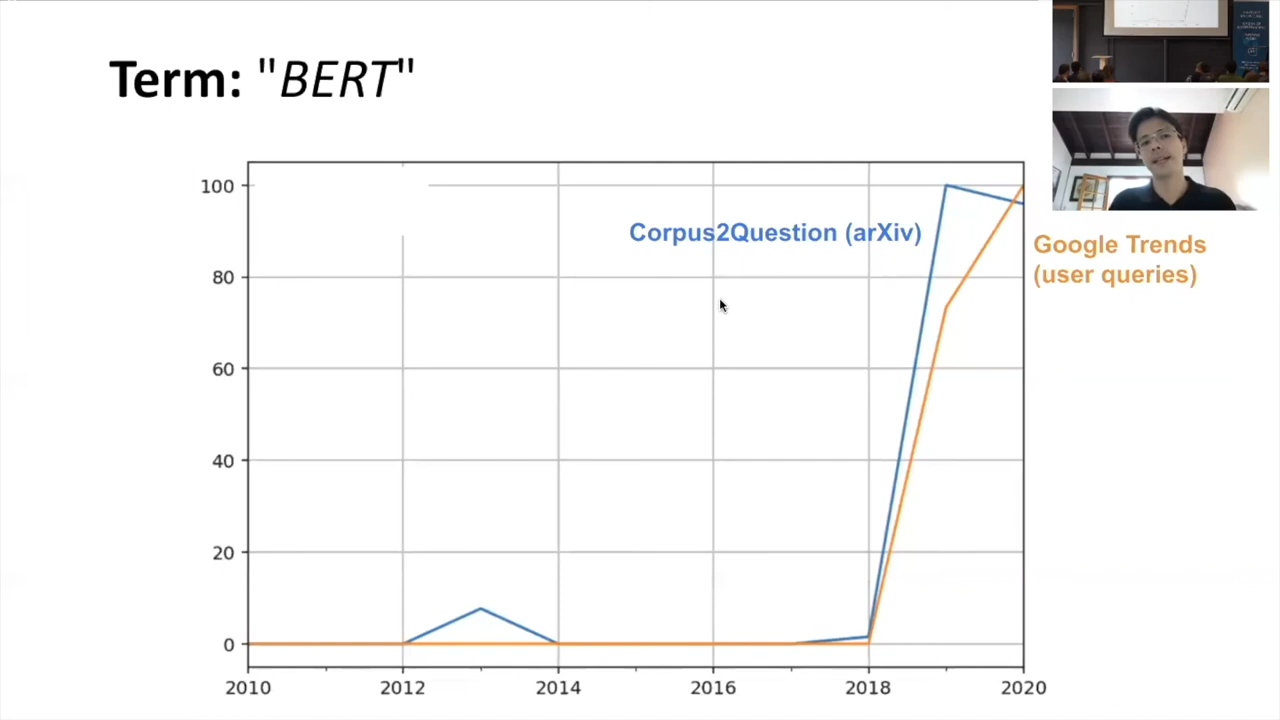 Term: "BERT"
100
80
60
40
20
0
2010 2012 2014 2016 2018 2020
Corpus2Question (arXiv)
Google Trends
(user queries)